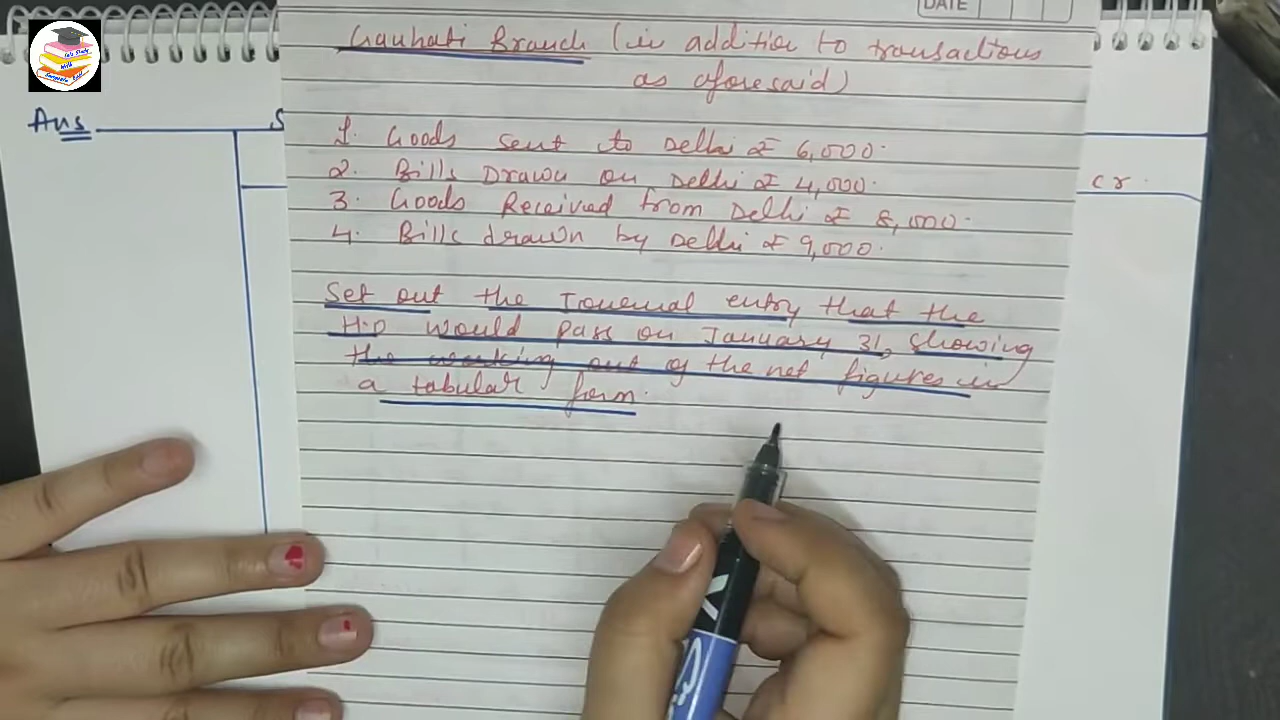 DATE
Gauhati Branch (in addition to transactions
as aforesaid)
Ans
1. Goods sent to Delhi ₹ 6,000.
2. Bills Drawn on Delhi ₹ 4,000.
cr.
3. Goods Received from Delhi ₹ 8,000.
4. Bills drawn by Delhi ₹ 9,000.
Set out the Journal entry that the
H.O would pass on January 31, showing
the working out of the net figures in
a tabular form.